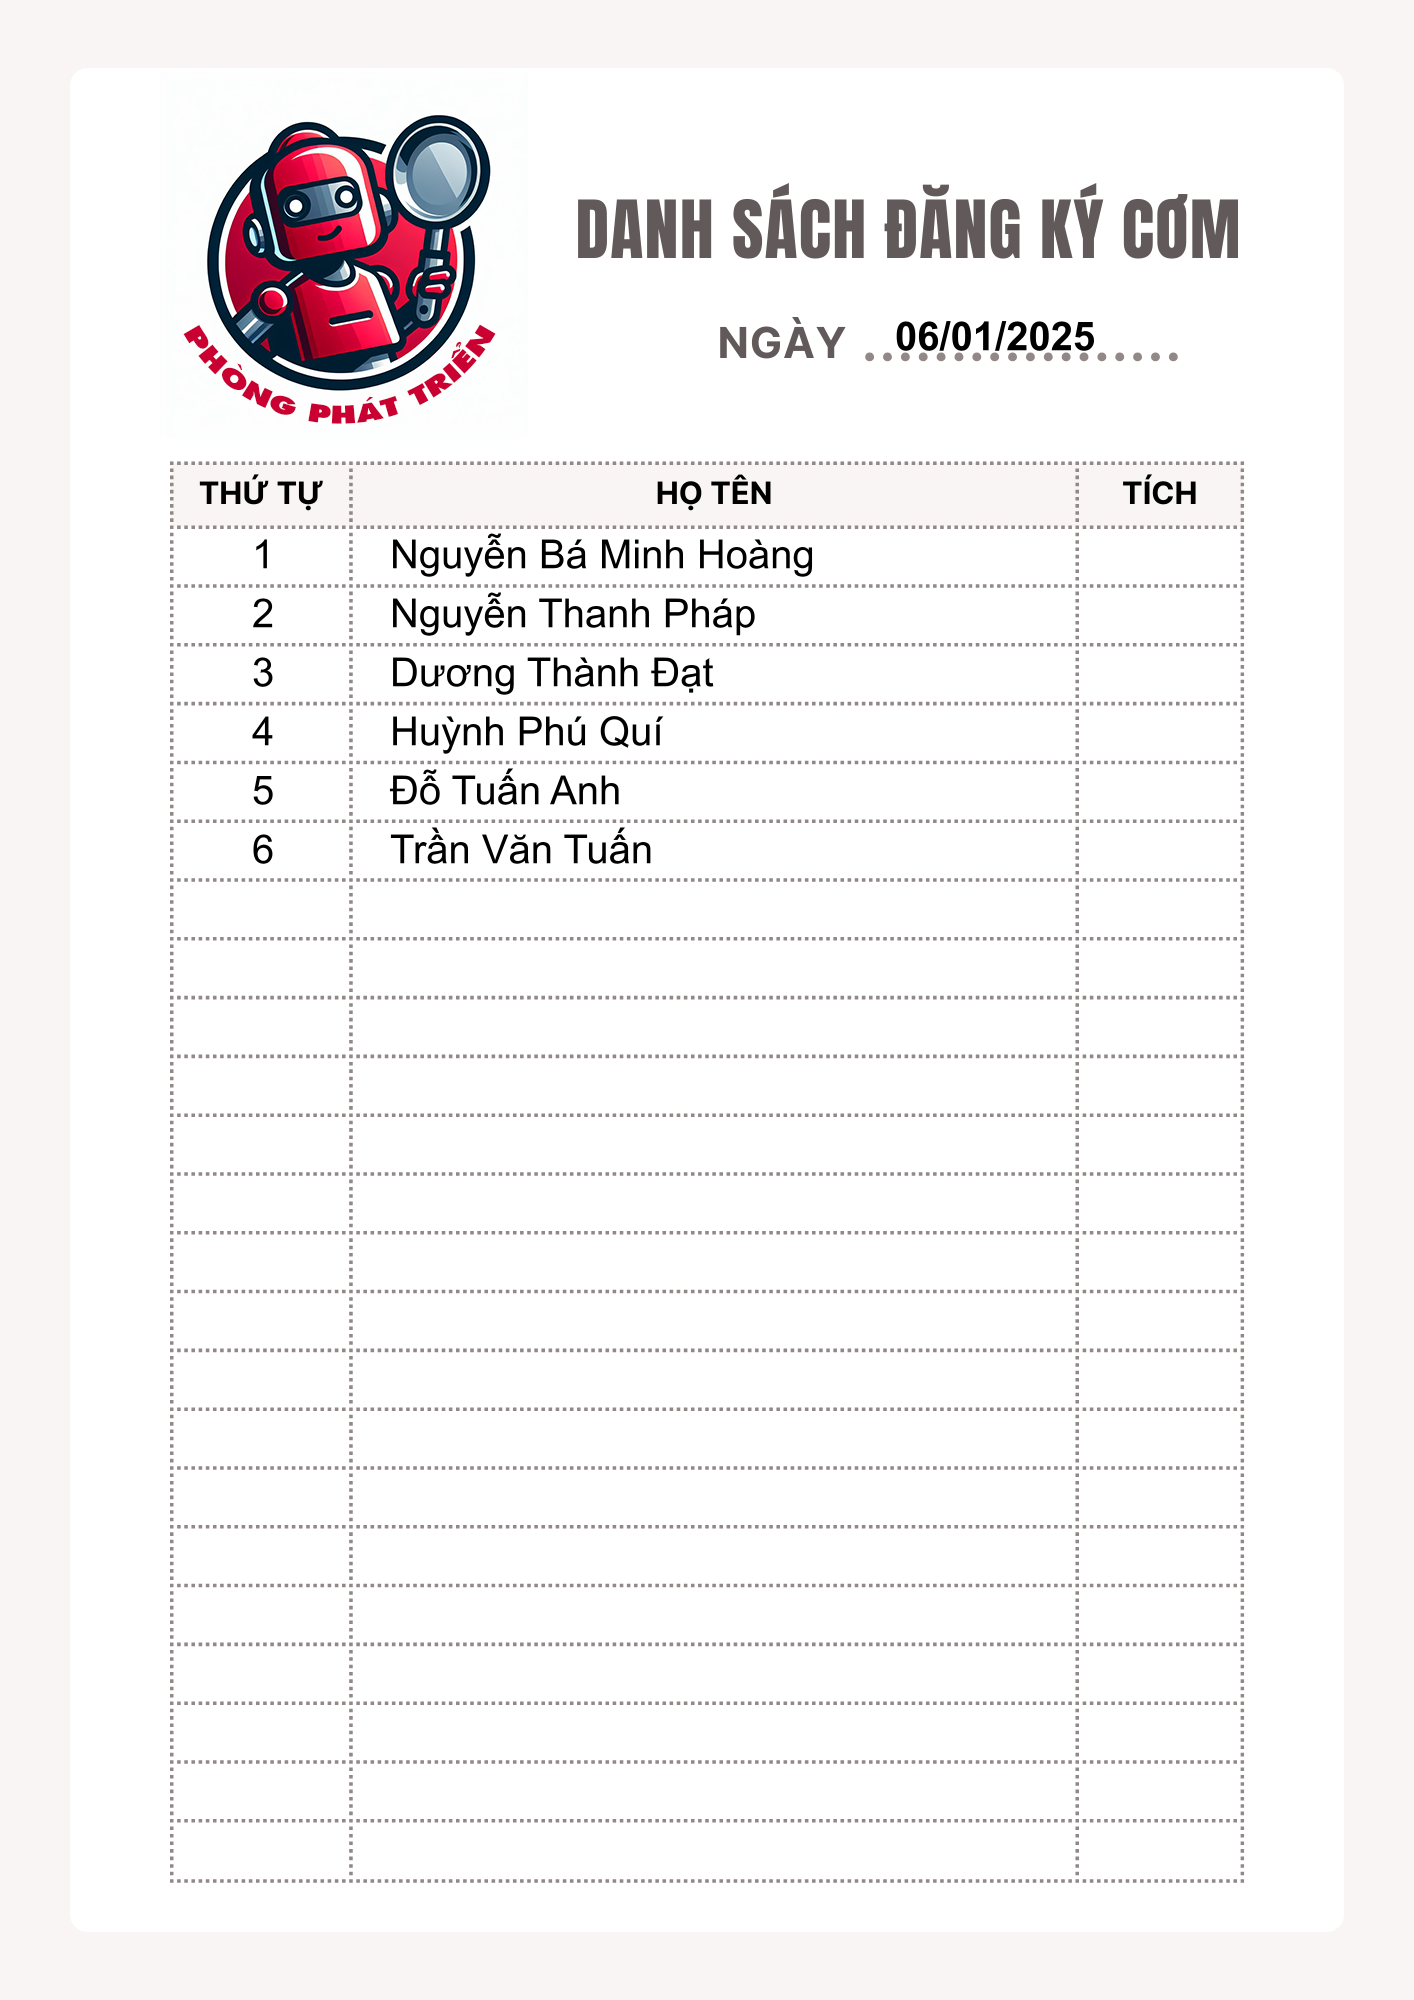 PHÒNG PHÁT TRIỂN
DANH SÁCH ĐĂNG KÝ CƠM
NGÀY 06/01/2025
THỨ TỰ HỌ TÊN TÍCH
1 Nguyễn Bá Minh Hoàng
2 Nguyễn Thanh Pháp
3 Dương Thành Đạt
4 Huỳnh Phú Quí
5 Đỗ Tuấn Anh
6 Trần Văn Tuấn